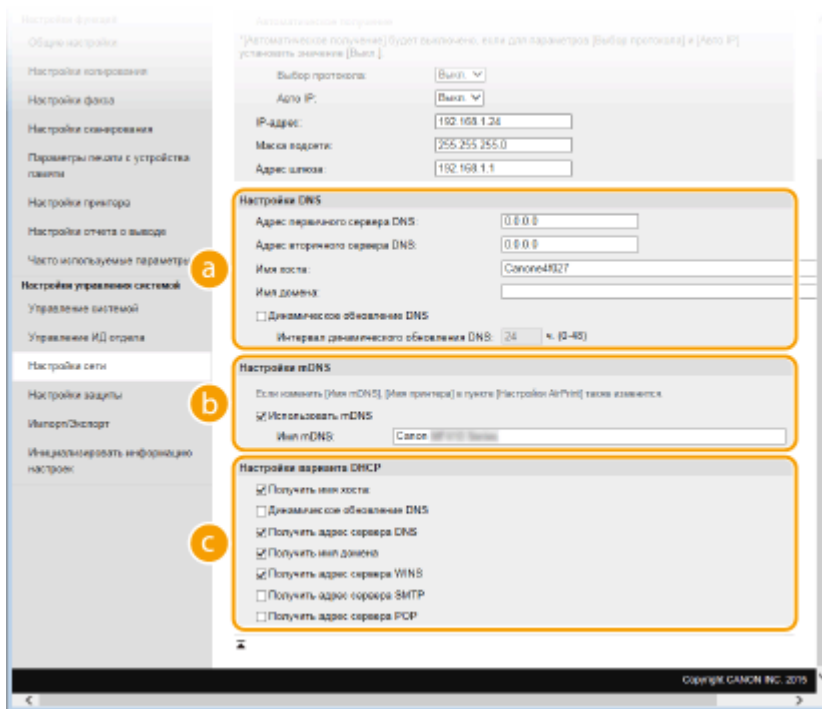 Настройки функций
Общие настройки
Настройки копирования
Настройки факса
Настройки сканирования
Параметры печати с устройства
памяти
Настройки принтера
Настройки отчета о выводе
Часто используемые параметры
Настройки управления системой
Управление системой
Управление ИД отдела
Настройки сети
Настройки защиты
Импорт/Экспорт
Инициализировать информацию
настроек
Автоматическое получение
*[Автоматическое получение] будет выключено, если для параметров [Выбор протокола] и [Авто IP]
установить значение [Выкл.].
Выбор протокола: Выкл.
Авто IP: Выкл.
IP-адрес: 192.168.1.24
Маска подсети: 255.255.255.0
Адрес шлюза: 192.168.1.1
a
Настройки DNS
Адрес первичного сервера DNS: 0.0.0.0
Адрес вторичного сервера DNS: 0.0.0.0
Имя хоста: Canone4f027
Имя домена:
Динамическое обновление DNS
Интервал динамического обновления DNS: 24 ч. (0-48)
b
Настройки mDNS
Если изменить [Имя mDNS], [Имя принтера] в пункте [Настройки AirPrint] также изменится.
Использовать mDNS
Имя mDNS: Canon
c
Настройки варианта DHCP
Получить имя хоста
Динамическое обновление DNS
Получить адрес сервера DNS
Получить имя домена
Получить адрес сервера WINS
Получить адрес сервера SMTP
Получить адрес сервера POP
Copyright CANON INC. 2015